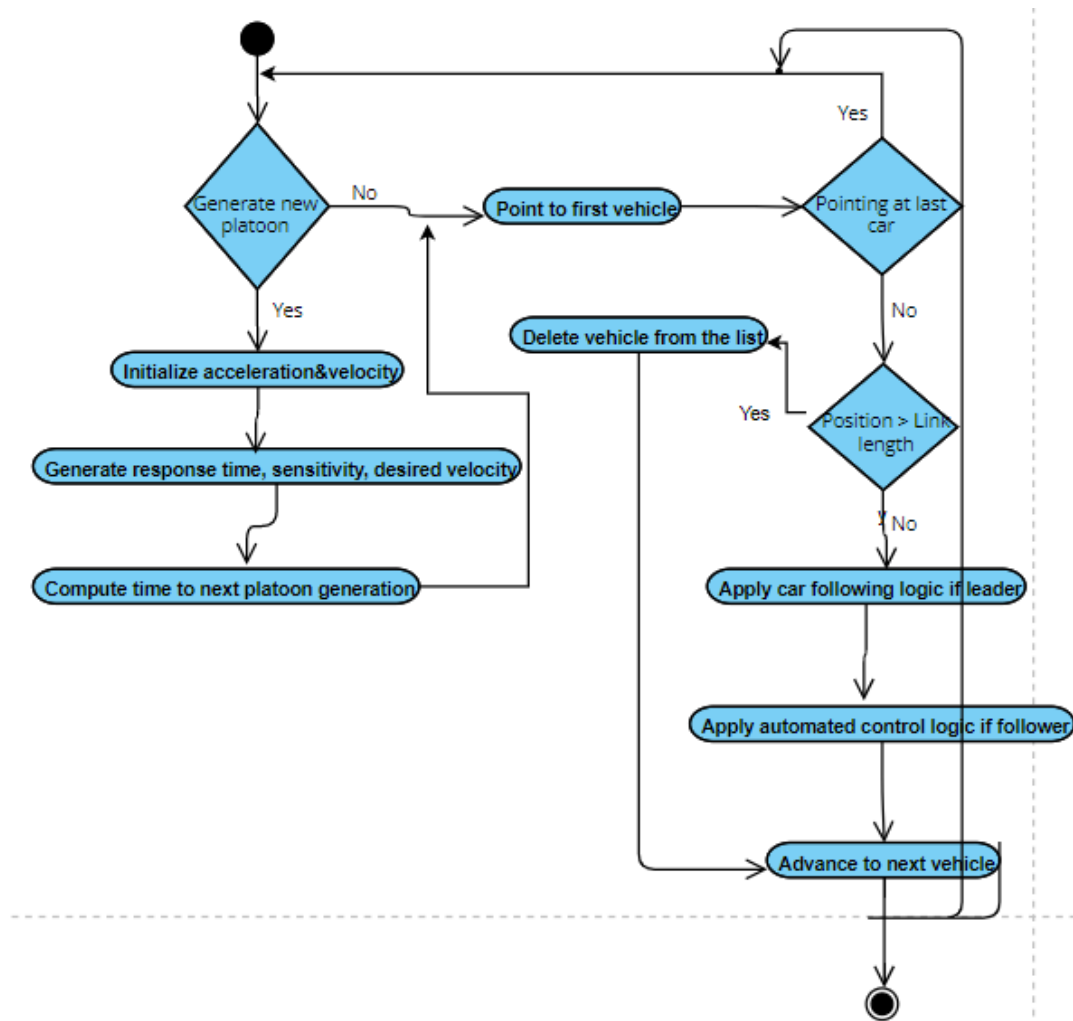 Yes
Generate new
platoon
No
Point to first vehicle
Pointing at last
car
Yes
No
Initialize acceleration&velocity
Delete vehicle from the list
Generate response time, sensitivity, desired velocity
Yes
Position > Link
length
No
Compute time to next platoon generation
Apply car following logic if leader
Apply automated control logic if follower
Advance to next vehicle